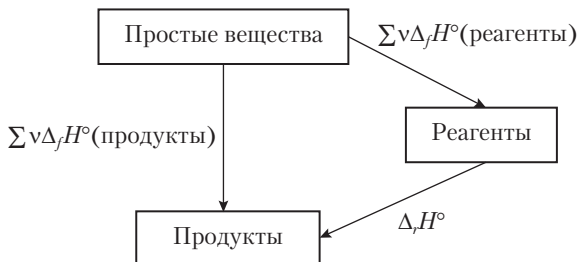 Простые вещества
∑νΔfH°(реагенты)
∑νΔfH°(продукты)
Реагенты
ΔrH°
Продукты